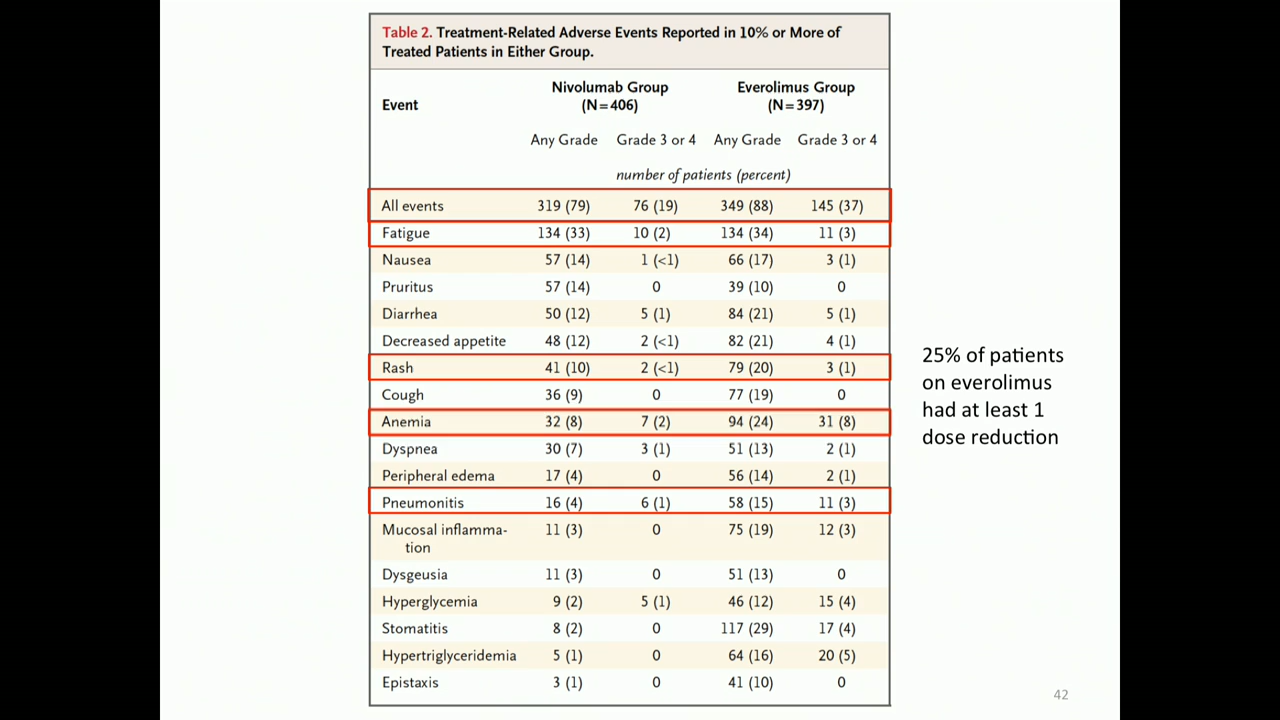 Table 2. Treatment-Related Adverse Events Reported in 10% or More of
Treated Patients in Either Group.
Event Nivolumab Group (N=406) Everolimus Group (N=397)
Any Grade Grade 3 or 4 Any Grade Grade 3 or 4
number of patients (percent)
All events 319 (79) 76 (19) 349 (88) 145 (37)
Fatigue 134 (33) 10 (2) 134 (34) 11 (3)
Nausea 57 (14) 1 (<1) 66 (17) 3 (1)
Pruritus 57 (14) 0 39 (10) 0
Diarrhea 50 (12) 5 (1) 84 (21) 5 (1)
Decreased appetite 48 (12) 2 (<1) 82 (21) 4 (1)
Rash 41 (10) 2 (<1) 79 (20) 3 (1)
Cough 36 (9) 0 77 (19) 0
Anemia 32 (8) 7 (2) 94 (24) 31 (8)
Dyspnea 30 (7) 3 (1) 51 (13) 2 (1)
Peripheral edema 17 (4) 0 56 (14) 2 (1)
Pneumonitis 16 (4) 6 (1) 58 (15) 11 (3)
Mucosal inflamma- 11 (3) 0 75 (19) 12 (3)
tion
Dysgeusia 11 (3) 0 51 (13) 0
Hyperglycemia 9 (2) 5 (1) 46 (12) 15 (4)
Stomatitis 8 (2) 0 117 (29) 17 (4)
Hypertriglyceridemia 5 (1) 0 64 (16) 20 (5)
Epistaxis 3 (1) 0 41 (10) 0
25% of patients
on everolimus
had at least 1
dose reduction
42